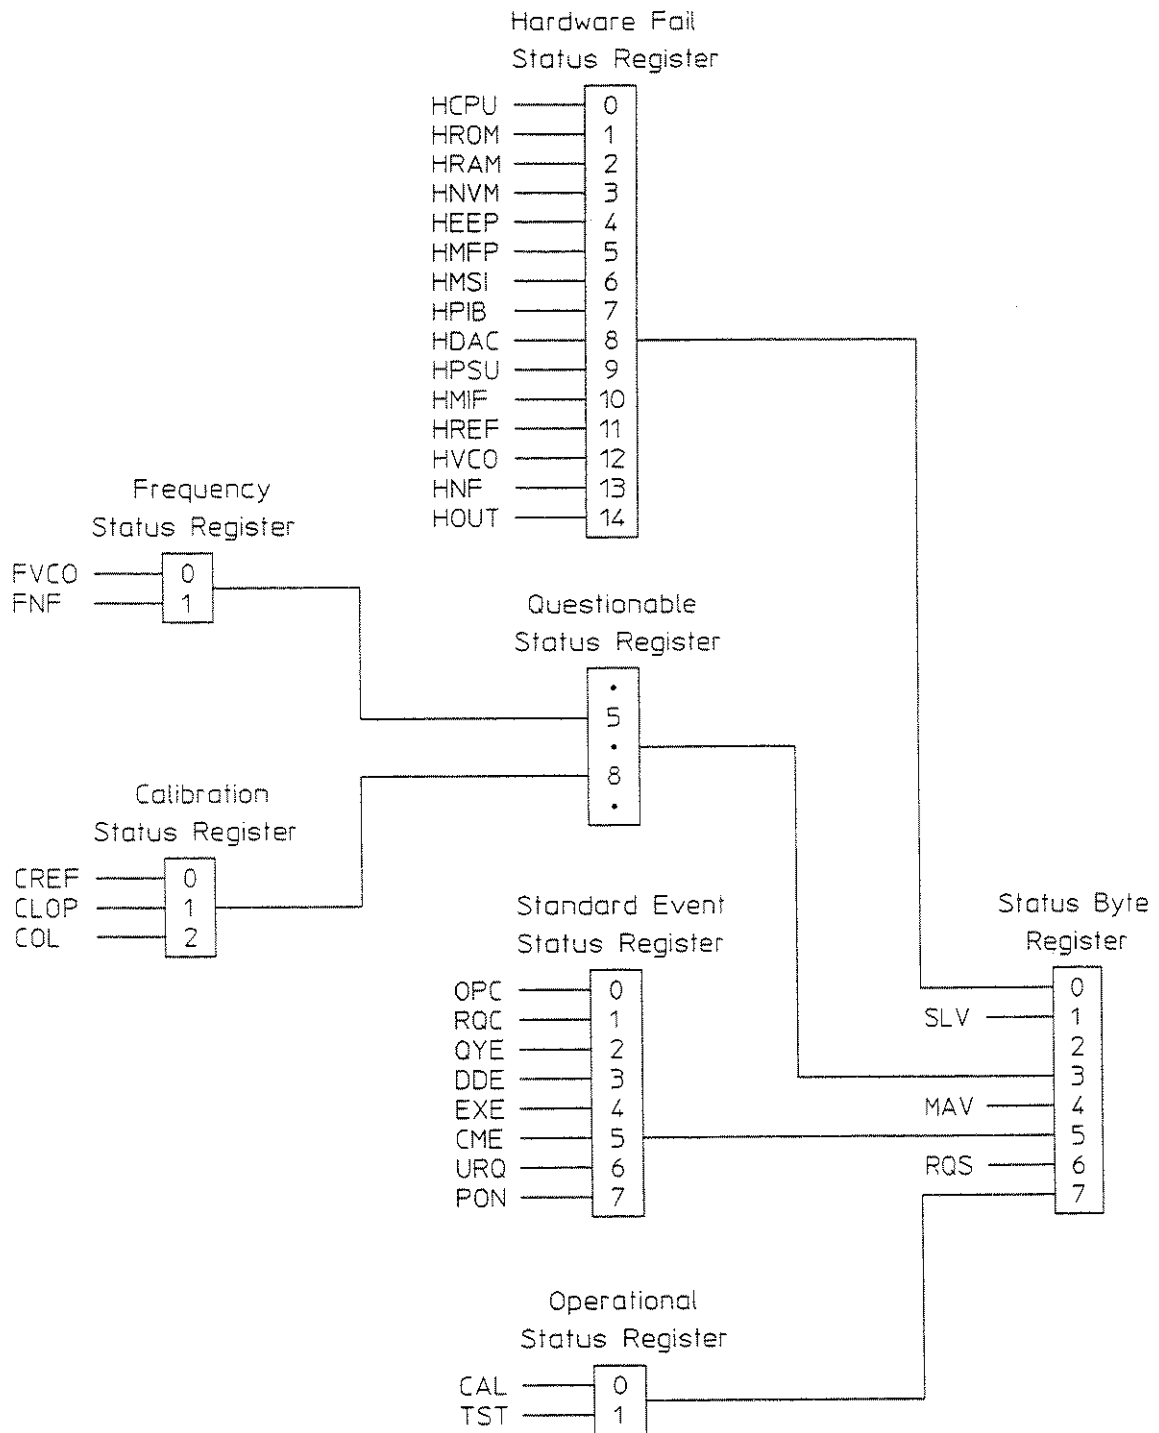 Hardware Fail
Status Register
HCPU 0
HROM 1
HRAM 2
HNVM 3
HEEP 4
HMFP 5
HMSI 6
HPIB 7
HDAC 8
HPSU 9
HMIF 10
HREF 11
HVCO 12
HNF 13
HOUT 14
Frequency
Status Register
FVCO 0
FNF 1
Questionable
Status Register
5
8
Calibration
Status Register
CREF 0
CLOP 1
COL 2
Standard Event
Status Register
OPC 0
RQC 1
QYE 2
DDE 3
EXE 4
CME 5
URQ 6
PON 7
Status Byte
Register
0
SLV 1
2
3
MAV 4
5
RQS 6
7
Operational
Status Register
CAL 0
TST 1